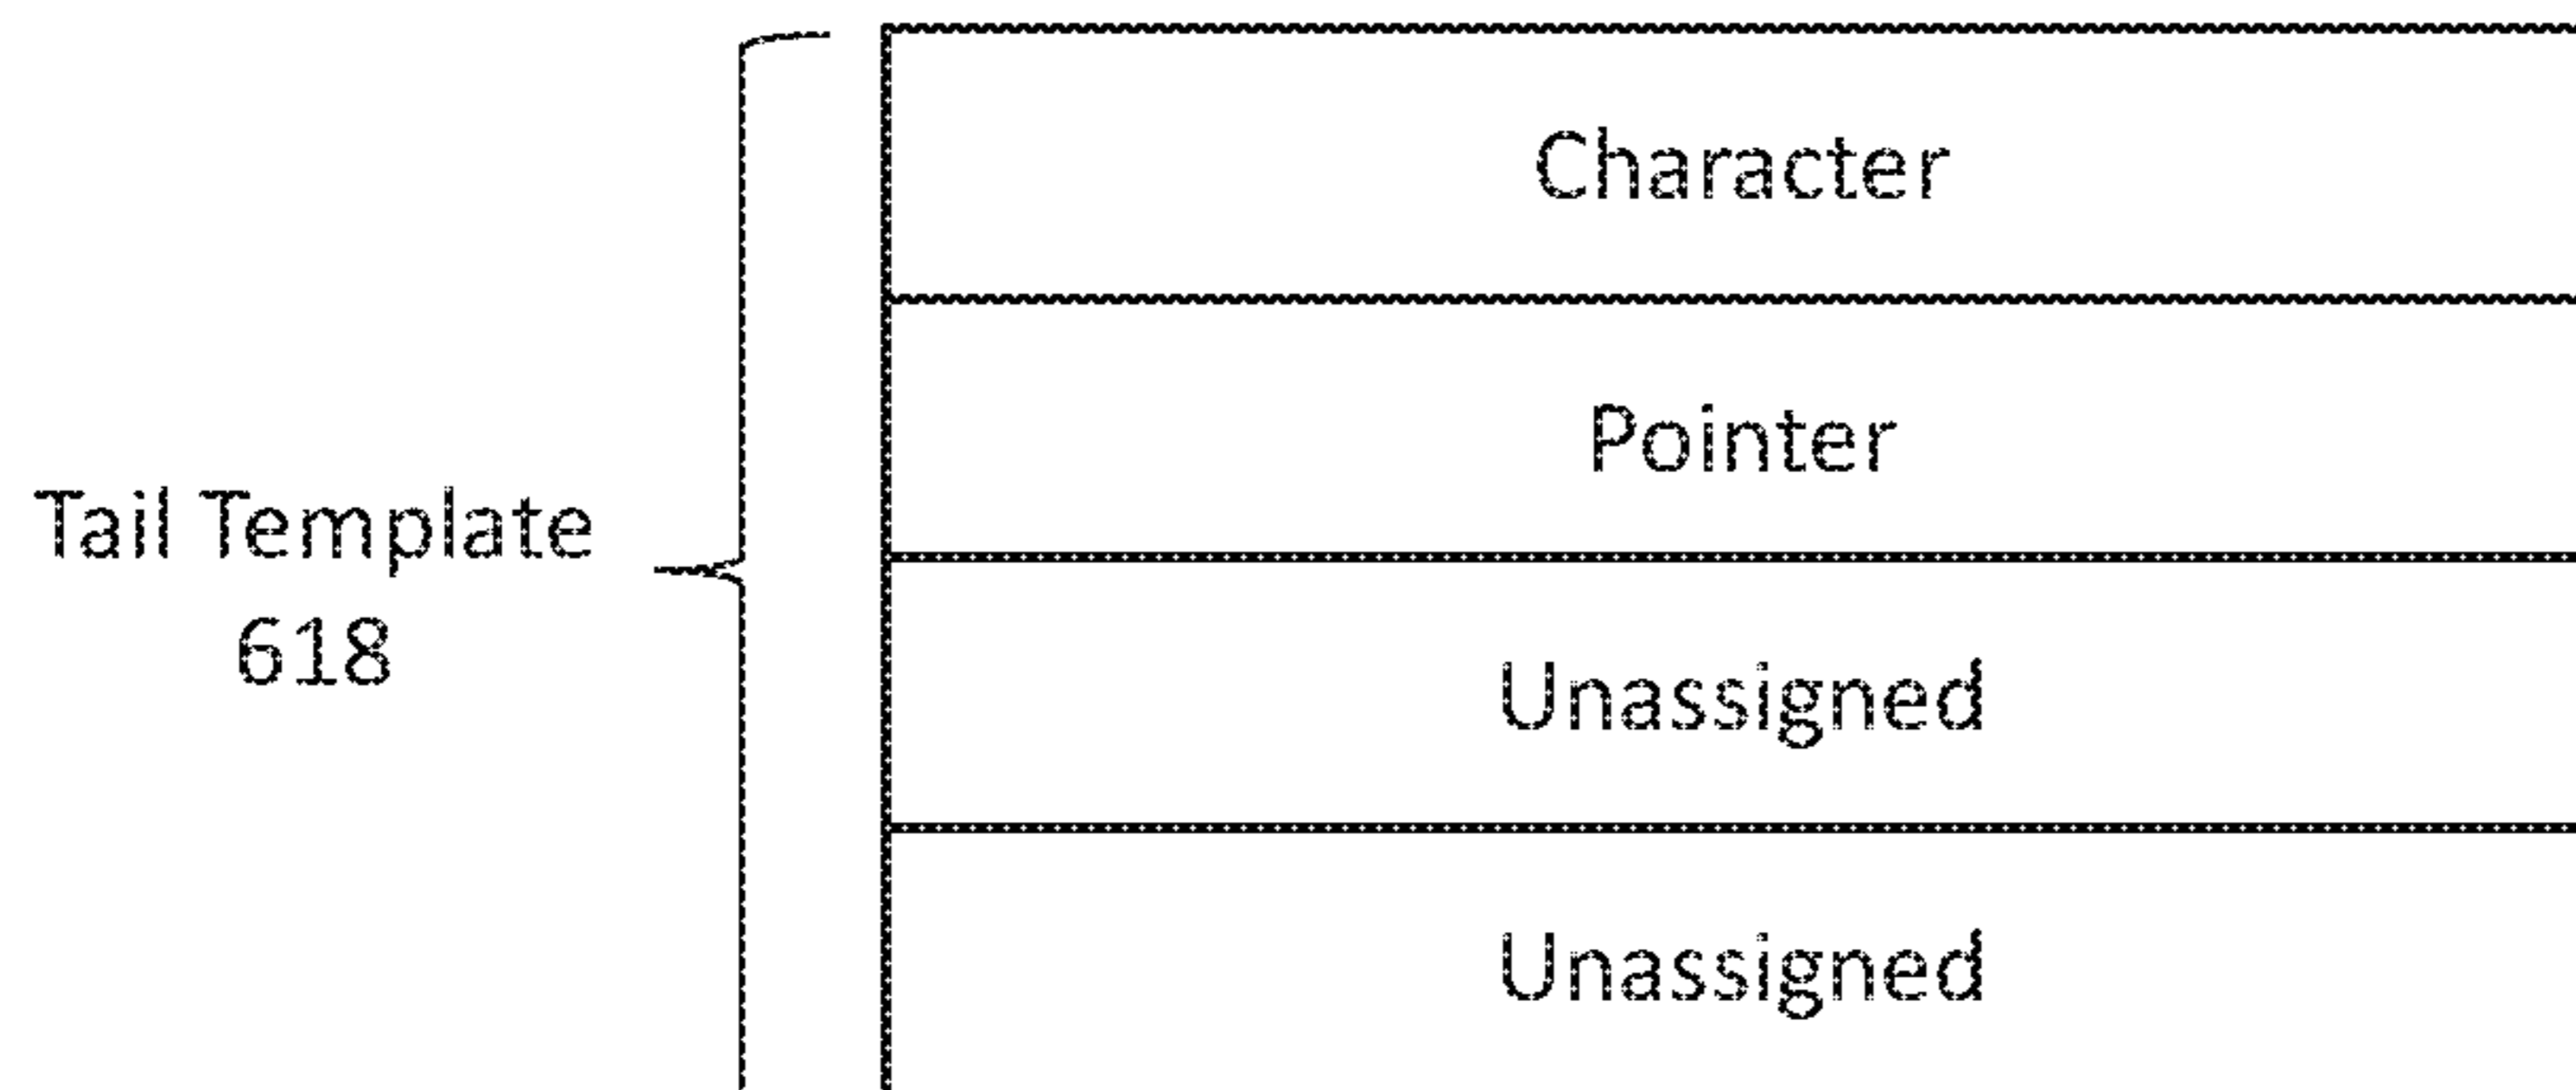 Character
Pointer
Tail Template
618
Unassigned
Unassigned